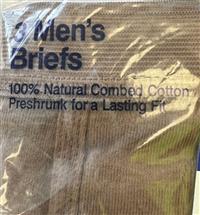 3 Men's
Briefs
100% Natural Combed Cotton
Preshrunk for a Lasting Fit